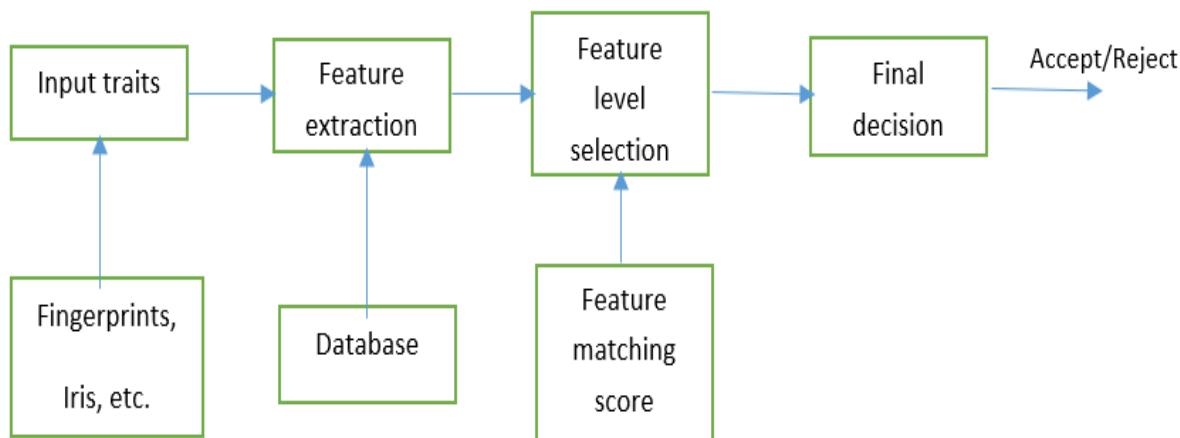 Input traits
Feature
extraction
Feature
level
selection
Final
decision
Accept/Reject
Fingerprints,
Iris, etc.
Database
Feature
matching
score